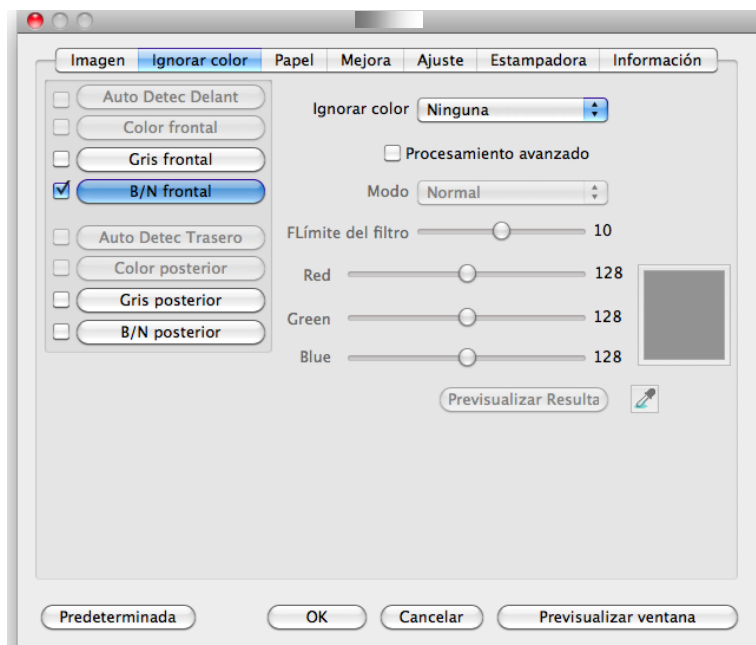 Imagen Ignorar color Papel Mejora Ajuste Estampadora Información
Auto Detec Delant
Color frontal
Gris frontal
B/N frontal
Auto Detec Trasero
Color posterior
Gris posterior
B/N posterior
Ignorar color Ninguna
Procesamiento avanzado
Modo Normal
FLímite del filtro 10
Red 128
Green 128
Blue 128
Previsualizar Resulta
Predeterminada OK Cancelar Previsualizar ventana